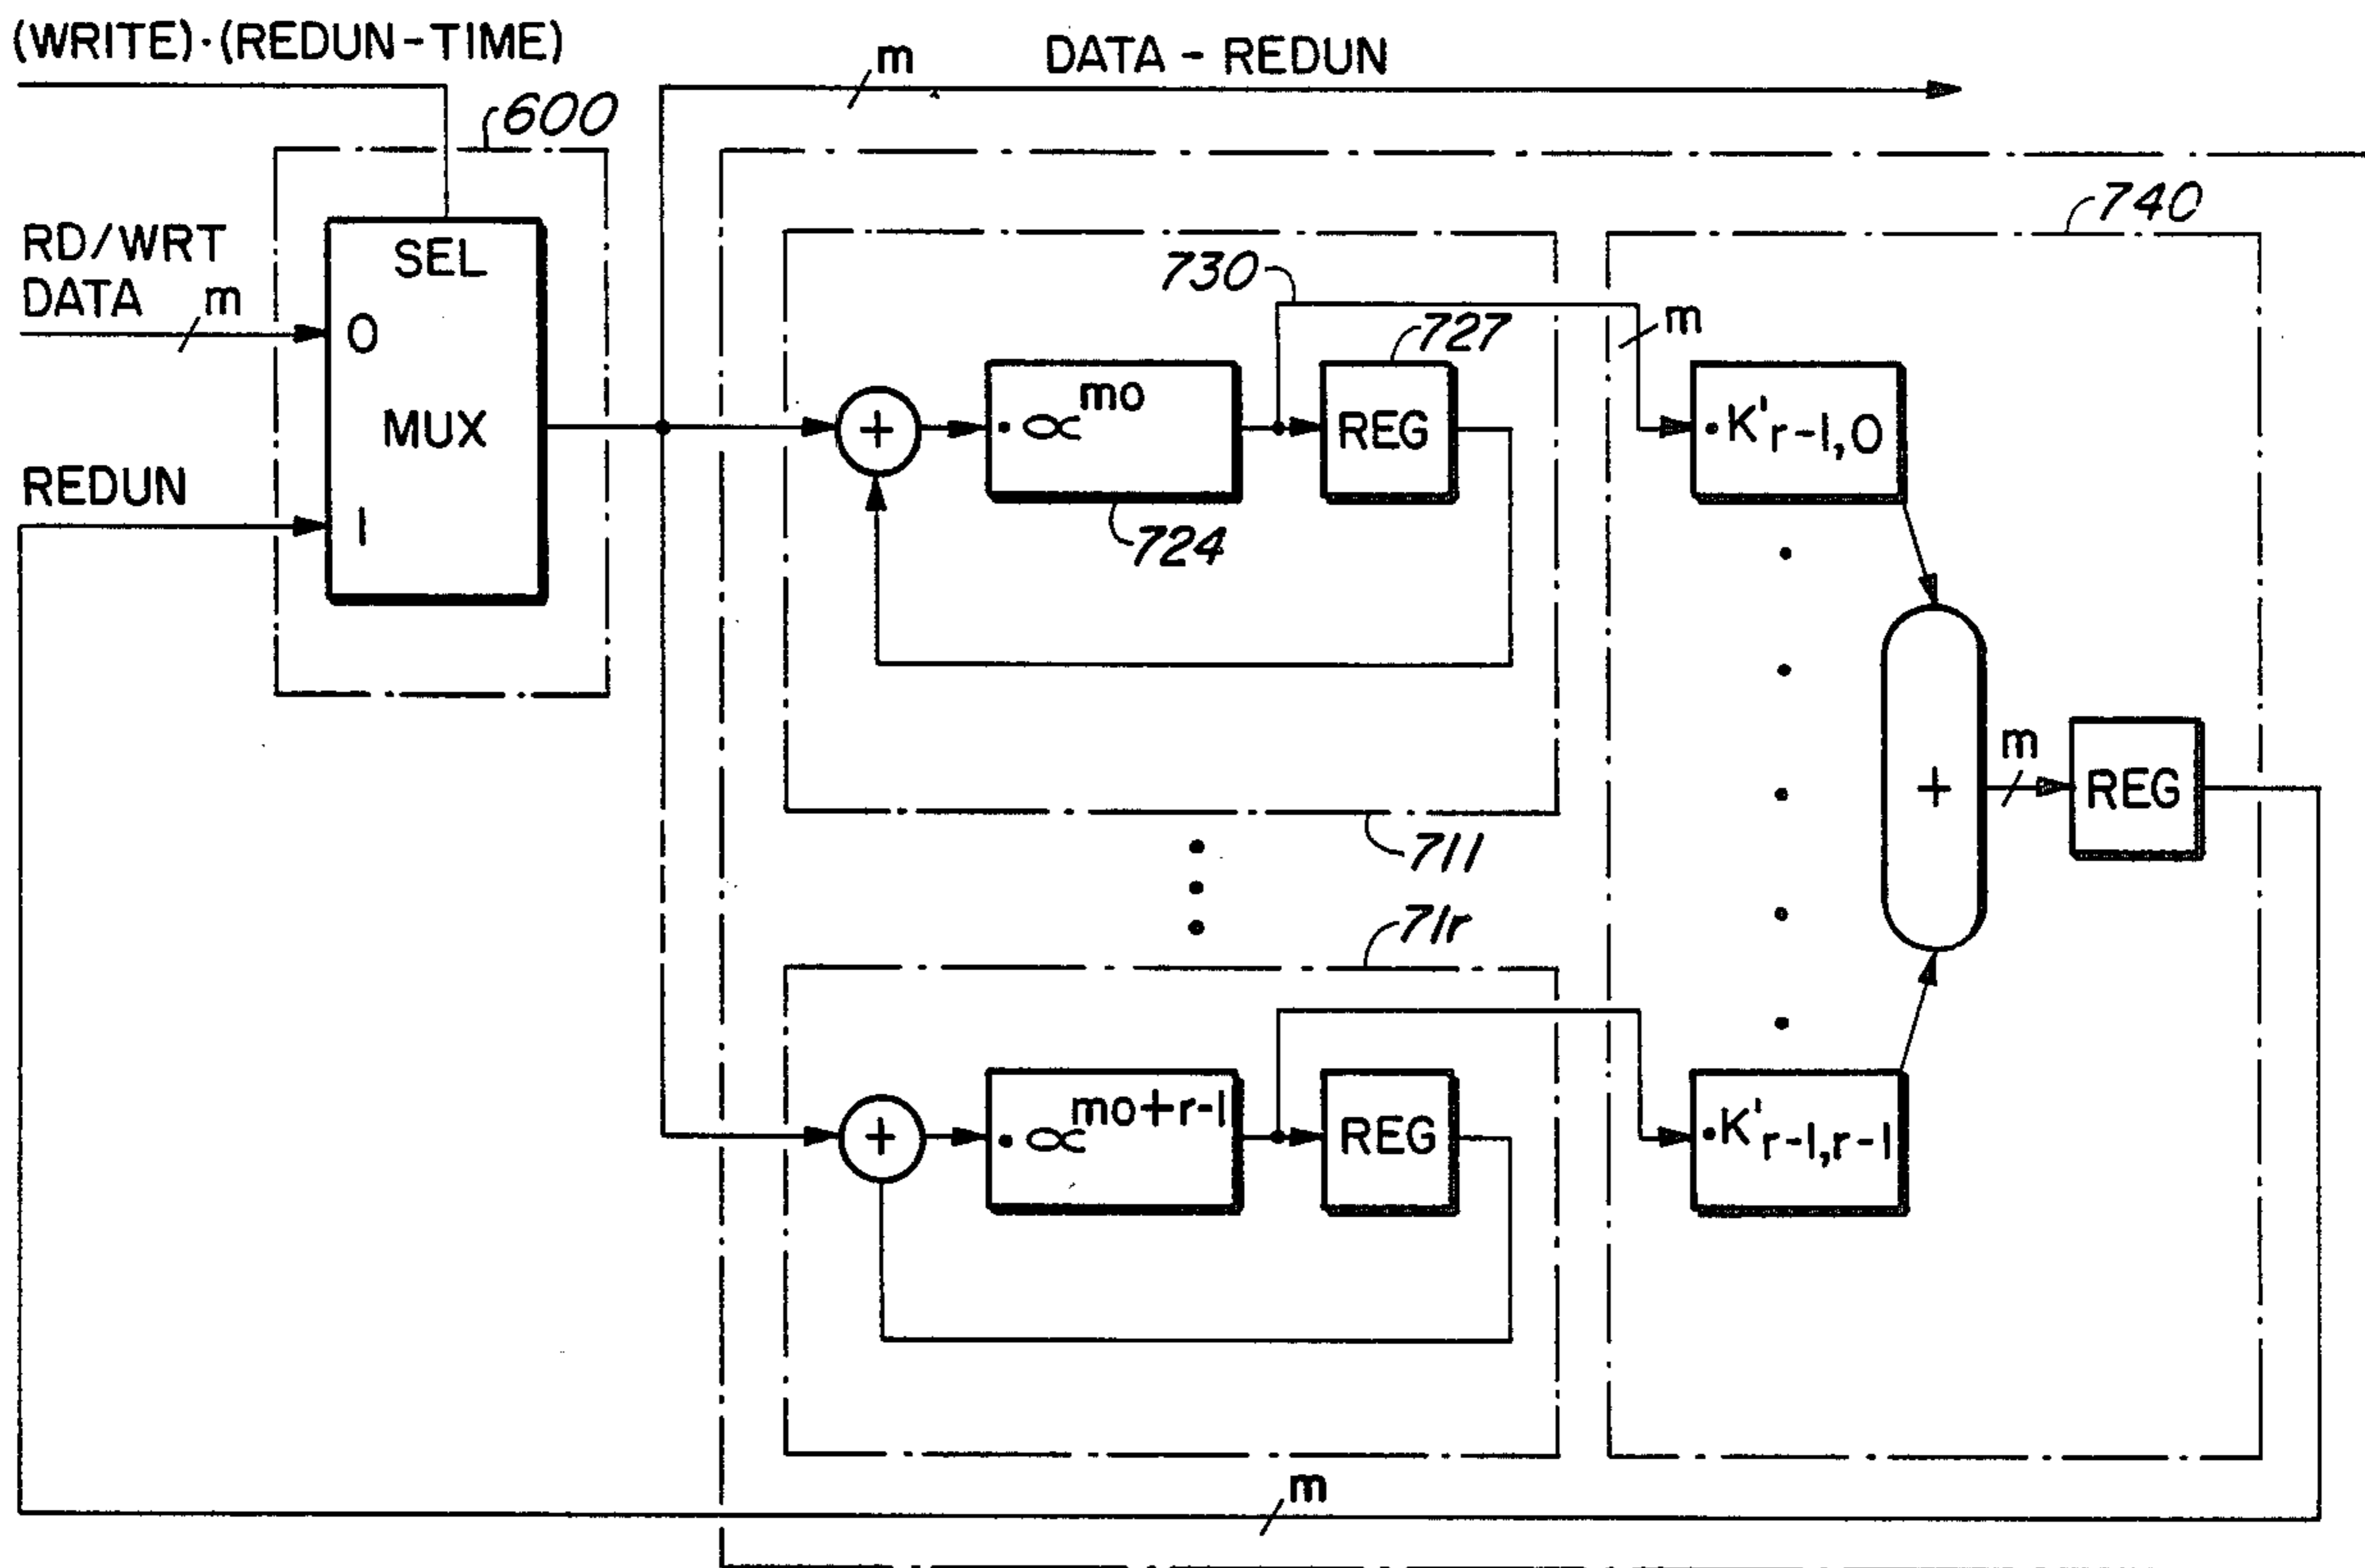 (WRITE)·(REDUN-TIME)
m DATA - REDUN
600
740
RD/WRT
DATA m
SEL
0
MUX
REDUN
1
730
m
727
+
·∝^mo
REG
·K'r-1,0
724
+
m
REG
711
71r
+
·∝^mo+r-1
REG
·K'r-1,r-1
m